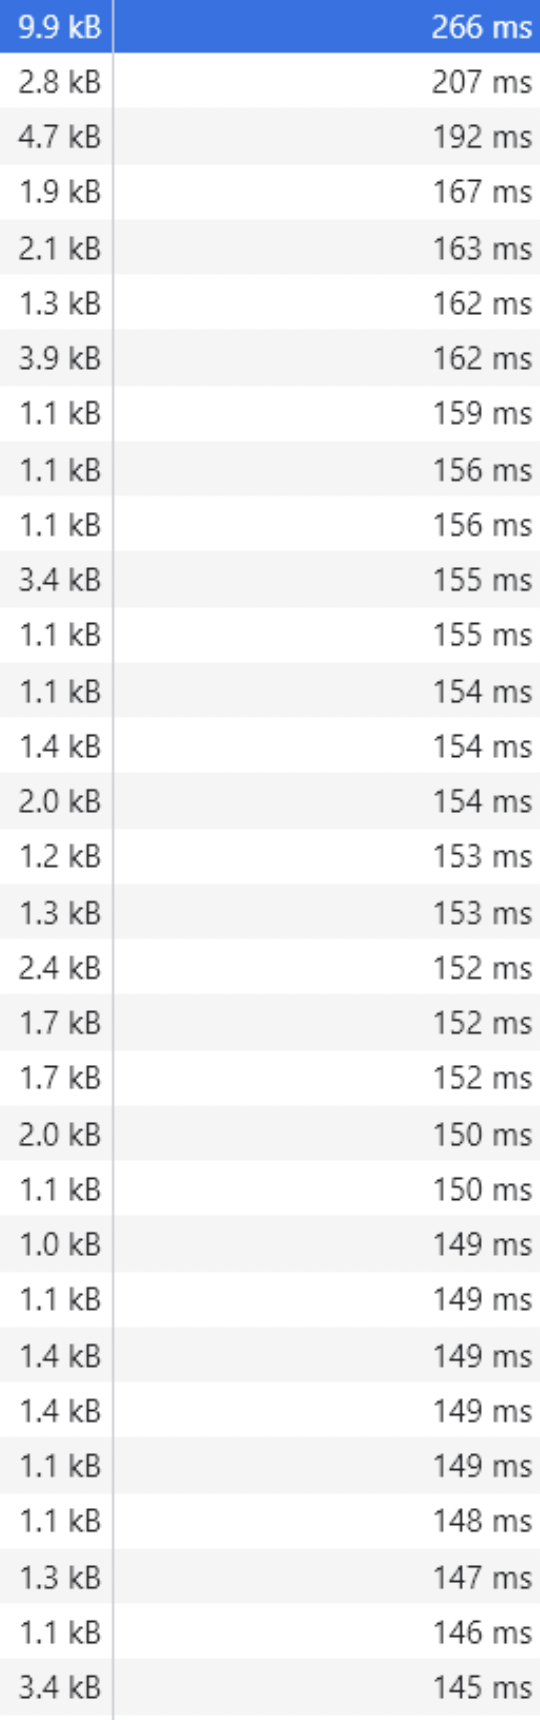 9.9 kB 266 ms
2.8 kB 207 ms
4.7 kB 192 ms
1.9 kB 167 ms
2.1 kB 163 ms
1.3 kB 162 ms
3.9 kB 162 ms
1.1 kB 159 ms
1.1 kB 156 ms
1.1 kB 156 ms
3.4 kB 155 ms
1.1 kB 155 ms
1.1 kB 154 ms
1.4 kB 154 ms
2.0 kB 154 ms
1.2 kB 153 ms
1.3 kB 153 ms
2.4 kB 152 ms
1.7 kB 152 ms
1.7 kB 152 ms
2.0 kB 150 ms
1.1 kB 150 ms
1.0 kB 149 ms
1.1 kB 149 ms
1.4 kB 149 ms
1.4 kB 149 ms
1.1 kB 149 ms
1.1 kB 148 ms
1.3 kB 147 ms
1.1 kB 146 ms
3.4 kB 145 ms